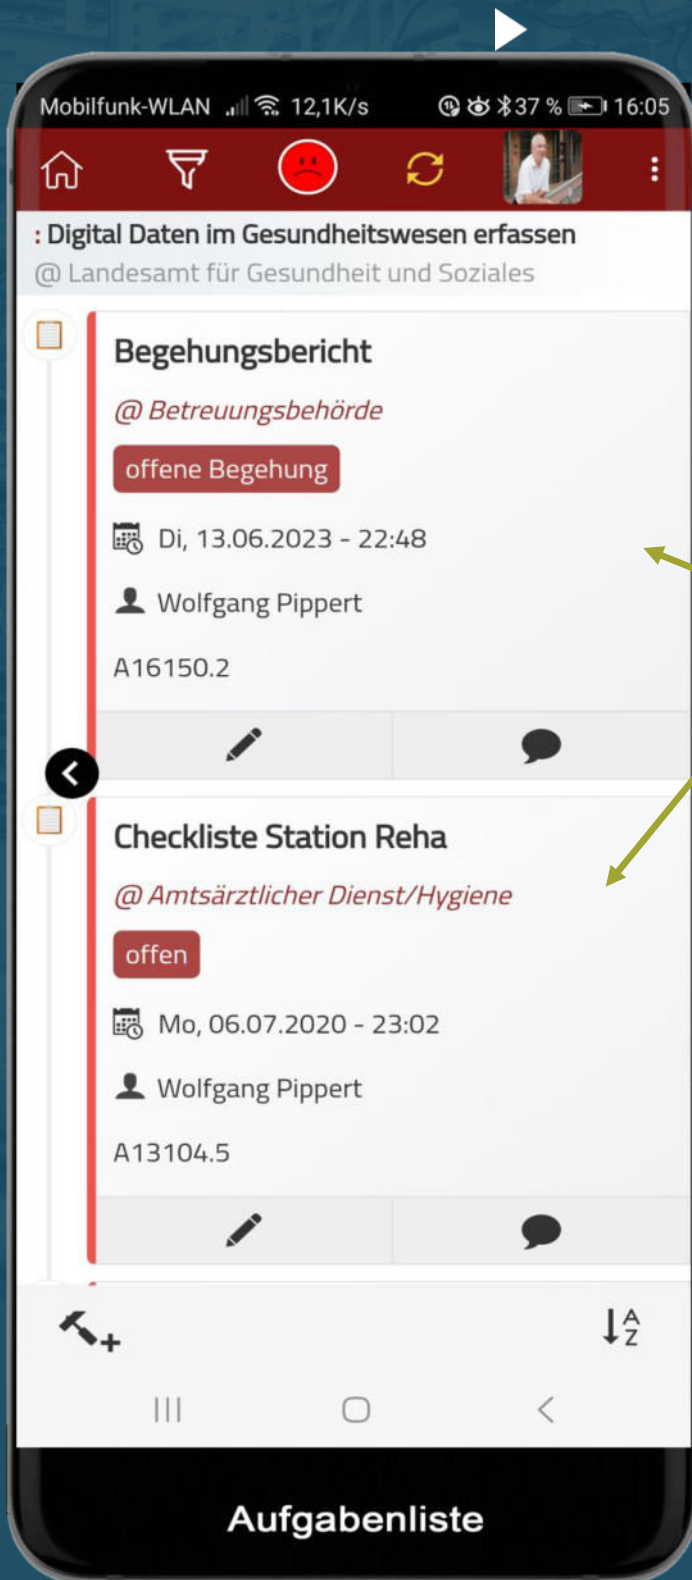 Mobilfunk-WLAN 12,1K/s 37 % 16:05
: Digital Daten im Gesundheitswesen erfassen
@ Landesamt für Gesundheit und Soziales
Begehungsbericht
@ Betreuungsbehörde
offene Begehung
Di, 13.06.2023 - 22:48
Wolfgang Pippert
A16150.2
Checkliste Station Reha
@ Amtsärztlicher Dienst/Hygiene
offen
Mo, 06.07.2020 - 23:02
Wolfgang Pippert
A13104.5
A
Z
Aufgabenliste